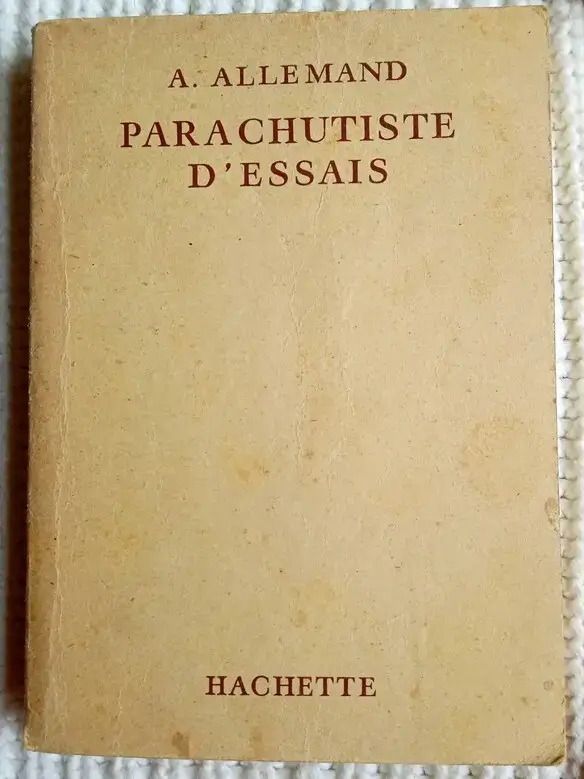 A. ALLEMAND
PARACHUTISTE
D'ESSAIS
HACHETTE